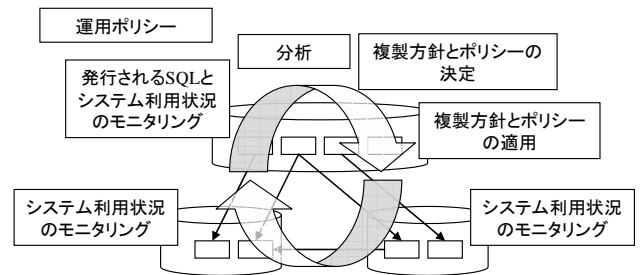 運用ポリシー
分析
複製方針とポリシーの
決定
発行されるSQLと
システム利用状況
のモニタリング
複製方針とポリシー
の適用
システム利用状況
のモニタリング
システム利用状況
のモニタリング